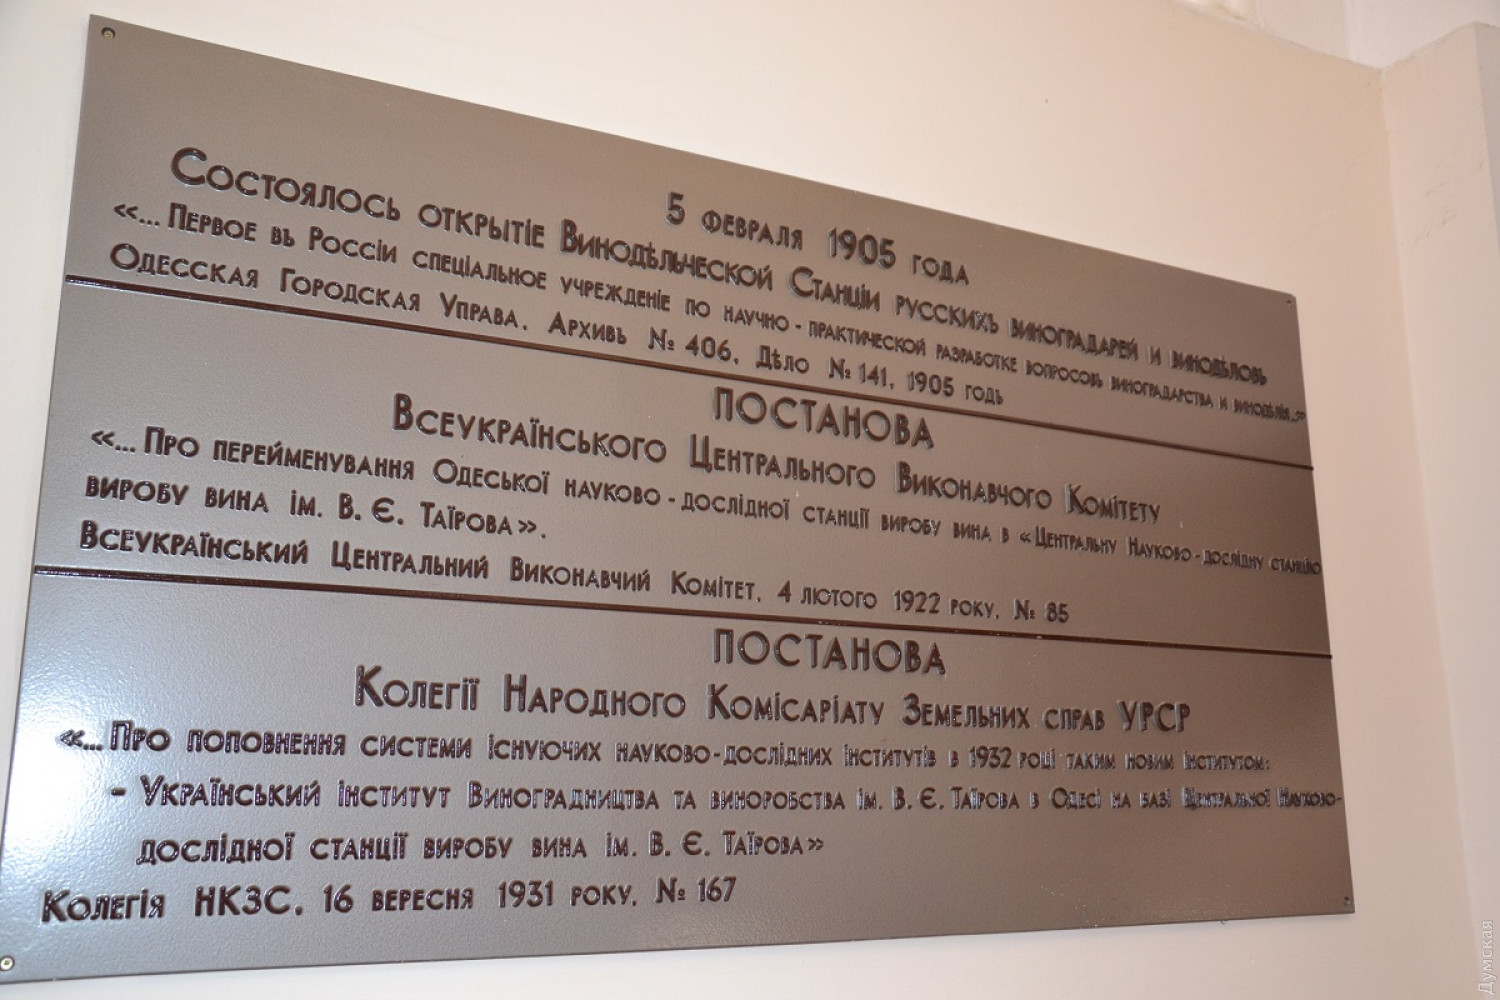 5 ФЕВРАЛЯ 1905 ГОДА
СОСТОЯЛОСЬ ОТКРЫТІЕ ВИНОДѢЛЬЧЕСКОЙ СТАНЦІИ РУССКИХЪ ВИНОГРАДАРЕЙ И ВИНОДѢЛОВЪ
«... ПЕРВОЕ ВЪ РОССІИ СПЕЦІАЛЬНОЕ УЧРЕЖДЕНІЕ ПО НАУЧНО - ПРАКТИЧЕСКОЙ РАЗРАБОТКЕ ВОПРОСОВЪ ВИНОГРАДАРСТВА И ВИНОДѢЛІЯ...»
ОДЕССКАЯ ГОРОДСКАЯ УПРАВА. АРХИВЪ № 406. ДѢЛО № 141. 1905 ГОДЪ
ПОСТАНОВА
ВСЕУКРАЇНСЬКОГО ЦЕНТРАЛЬНОГО ВИКОНАВЧОГО КОМІТЕТУ
«... ПРО ПЕРЕЙМЕНУВАННЯ ОДЕСЬКОЇ НАУКОВО - ДОСЛІДНОЇ СТАНЦІЇ ВИРОБУ ВИНА В «ЦЕНТРАЛЬНУ НАУКОВО - ДОСЛІДНУ СТАНЦІЮ
ВИРОБУ ВИНА ІМ. В. Є. ТАЇРОВА».
ВСЕУКРАЇНСЬКИЙ ЦЕНТРАЛЬНИЙ ВИКОНАВЧИЙ КОМІТЕТ. 4 ЛЮТОГО 1922 РОКУ. № 85
ПОСТАНОВА
КОЛЕГІЇ НАРОДНОГО КОМІСАРІАТУ ЗЕМЕЛЬНИХ СПРАВ УРСР
«... ПРО ПОПОВНЕННЯ СИСТЕМИ ІСНУЮЧИХ НАУКОВО - ДОСЛІДНИХ ІНСТИТУТІВ В 1932 РОЦІ ТАКИМ НОВИМ ІНСТИТУТОМ:
- УКРАЇНСЬКИЙ ІНСТИТУТ ВИНОГРАДНИЦТВА ТА ВИНОРОБСТВА ІМ. В. Є. ТАЇРОВА В ОДЕСІ НА БАЗІ ЦЕНТРАЛЬНОЇ НАУКОВО-
ДОСЛІДНОЇ СТАНЦІЇ ВИРОБУ ВИНА ІМ. В. Є. ТАЇРОВА»
КОЛЕГІЯ НКЗС. 16 ВЕРЕСНЯ 1931 РОКУ. № 167
Думская